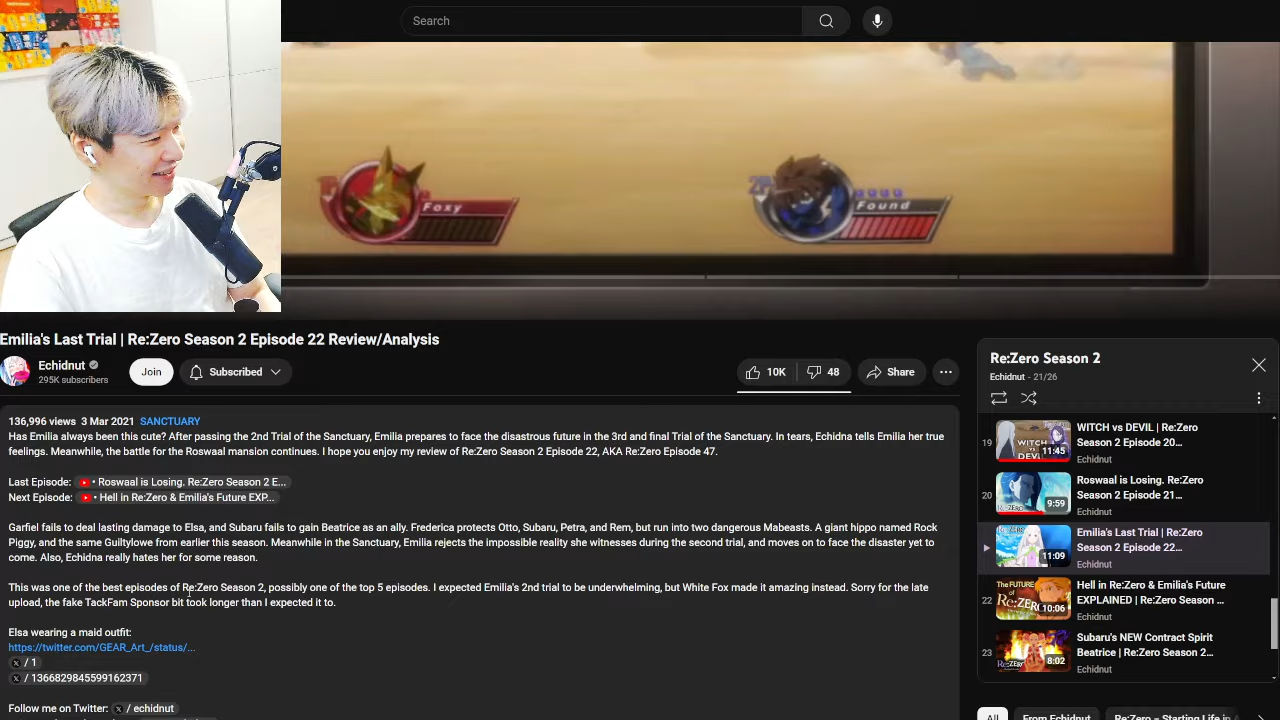 Search
Foxy
2P
Found
Emilia's Last Trial | Re:Zero Season 2 Episode 22 Review/Analysis
Echidnut
295K subscribers
Join
Subscribed
10K
48
Share
136,996 views 3 Mar 2021 SANCTUARY
Has Emilia always been this cute? After passing the 2nd Trial of the Sanctuary, Emilia prepares to face the disastrous future in the 3rd and final Trial of the Sanctuary. In tears, Echidna tells Emilia her true
feelings. Meanwhile, the battle for the Roswaal mansion continues. I hope you enjoy my review of Re:Zero Season 2 Episode 22, AKA Re:Zero Episode 47.
Last Episode: • Roswaal is Losing. Re:Zero Season 2 E...
Next Episode: • Hell in Re:Zero & Emilia's Future EXP...
Garfiel fails to deal lasting damage to Elsa, and Subaru fails to gain Beatrice as an ally. Frederica protects Otto, Subaru, Petra, and Rem, but run into two dangerous Mabeasts. A giant hippo named Rock
Piggy, and the same Guiltylowe from earlier this season. Meanwhile in the Sanctuary, Emilia rejects the impossible reality she witnesses during the second trial, and moves on to face the disaster yet to
come. Also, Echidna really hates her for some reason.
This was one of the best episodes of Re:Zero Season 2, possibly one of the top 5 episodes. I expected Emilia's 2nd trial to be underwhelming, but White Fox made it amazing instead. Sorry for the late
upload, the fake TackFam Sponsor bit took longer than I expected it to.
Elsa wearing a maid outfit:
https://twitter.com/GEAR_Art_/status/...
X / 1
X / 1366829845599162371
Follow me on Twitter: X / echidnut
Re:Zero Season 2
Echidnut - 21/26
19
WITCH vs DEVIL
11:45
WITCH vs DEVIL | Re:Zero
Season 2 Episode 20...
Echidnut
20
9:59
Roswaal is Losing. Re:Zero
Season 2 Episode 21...
Echidnut
11:09
Emilia's Last Trial | Re:Zero
Season 2 Episode 22...
Echidnut
22
The FUTURE
of
RE:ZERO
10:06
Hell in Re:Zero & Emilia's Future
EXPLAINED | Re:Zero Season ...
Echidnut
23
RE:ZERO
8:02
Subaru's NEW Contract Spirit
Beatrice | Re:Zero Season 2...
Echidnut
All
From Echidnut
Re:Zero − Starting Life in